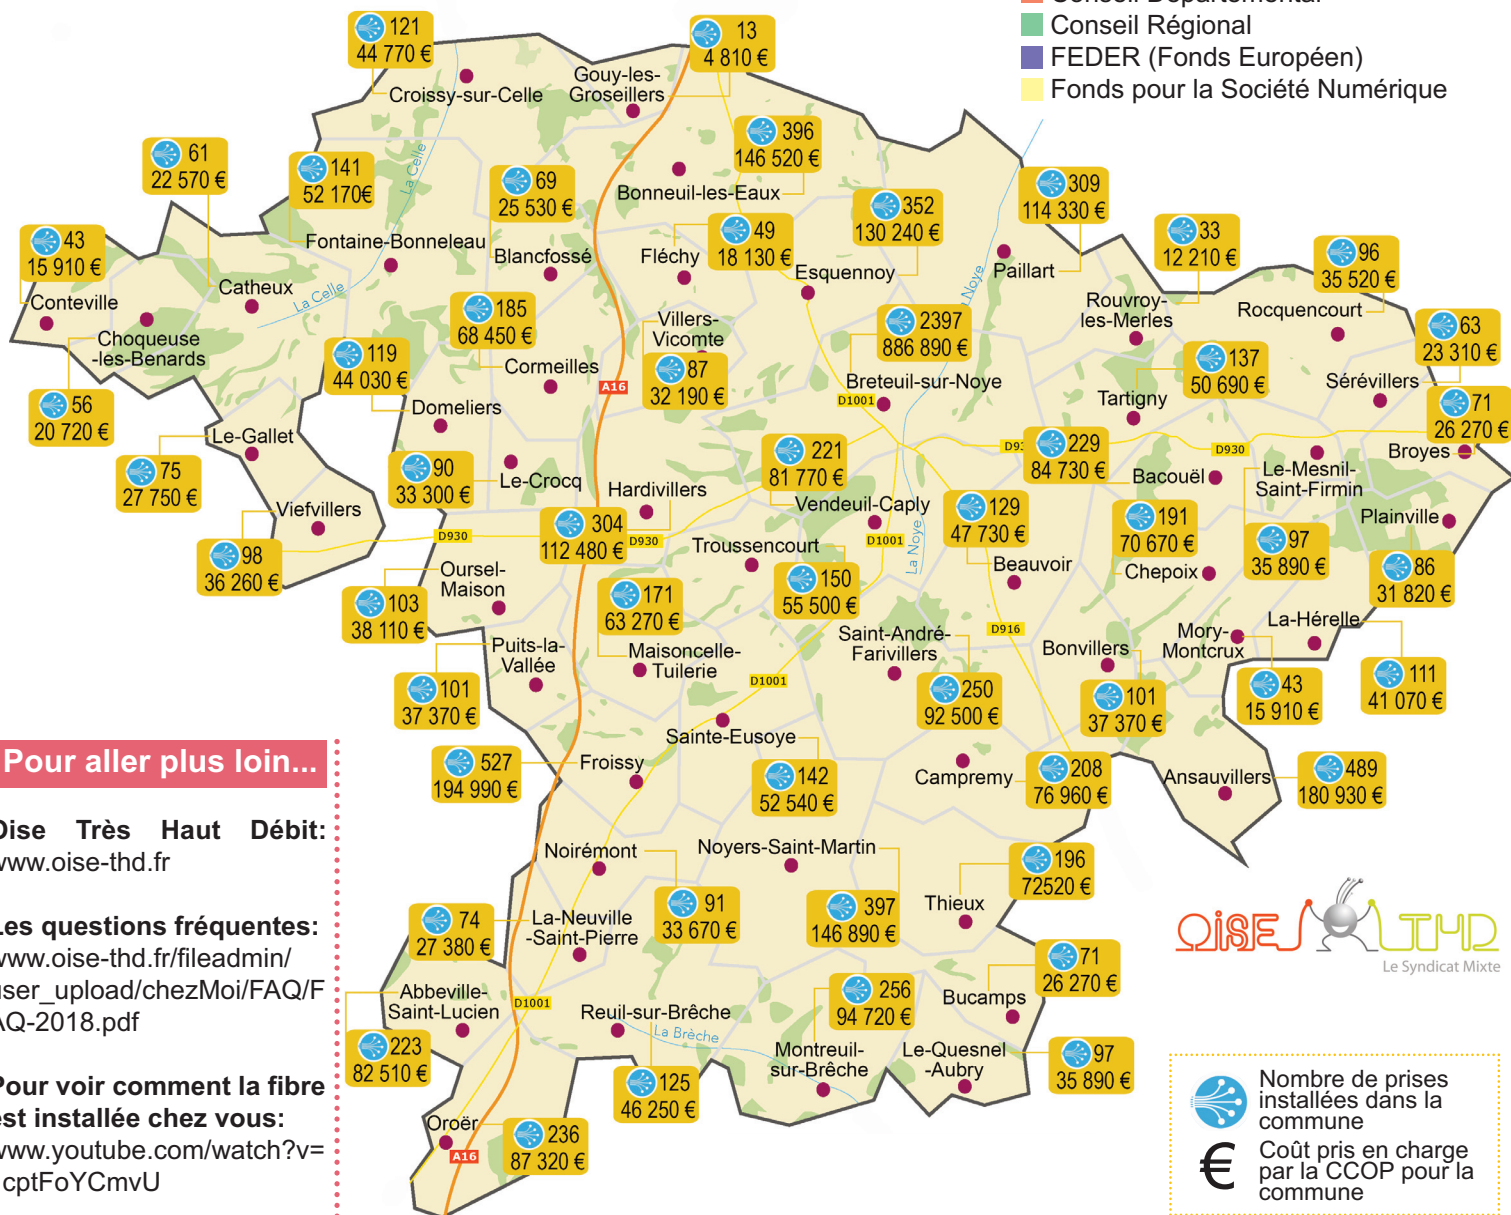 Conseil Départemental
Conseil Régional
FEDER (Fonds Européen)
Fonds pour la Société Numérique
121
44 770 €
Croissy-sur-Celle
13
4 810 €
Gouy-les-
Groseillers
396
146 520 €
Bonneuil-les-Eaux
61
22 570 €
Catheux
141
52 170€
Fontaine-Bonneleau
La Celle
La Celle
69
25 530 €
Blancfossé
49
18 130 €
Fléchy
352
130 240 €
Esquennoy
309
114 330 €
Paillart
Noye
33
12 210 €
Rouvroy-
les-Merles
96
35 520 €
Rocquencourt
43
15 910 €
Conteville
Choqueuse
-les-Benards
56
20 720 €
185
68 450 €
Cormeilles
Villers-
Vicomte
87
32 190 €
A16
2397
886 890 €
Breteuil-sur-Noye
D1001
137
50 690 €
Tartigny
63
23 310 €
Sérévillers
71
26 270 €
Broyes
119
44 030 €
Domeliers
Le-Gallet
75
27 750 €
90
33 300 €
Le-Crocq
Hardivillers
304
112 480 €
D930
D930
221
81 770 €
Vendeuil-Caply
229
84 730 €
Bacouël
D930
Le-Mesnil-
Saint-Firmin
97
35 890 €
Plainville
86
31 820 €
Viefvillers
98
36 260 €
129
47 730 €
Beauvoir
191
70 670 €
Chepoix
D1001
La Noye
Troussencourt
150
55 500 €
Oursel-
Maison
103
38 110 €
171
63 270 €
Maisoncelle-
Tuilerie
Puits-la-
Vallée
101
37 370 €
Saint-André-
Farivillers
250
92 500 €
D916
Bonvillers
101
37 370 €
Mory-
Montcrux
43
15 910 €
La-Hérelle
111
41 070 €
D1001
Sainte-Eusoye
142
52 540 €
Froissy
527
194 990 €
Campremy
208
76 960 €
Ansauvillers
489
180 930 €
Noirémont
91
33 670 €
Noyers-Saint-Martin
397
146 890 €
196
72520 €
Thieux
74
27 380 €
La-Neuville
-Saint-Pierre
Abbeville-
Saint-Lucien
223
82 510 €
D1001
Reuil-sur-Brêche
125
46 250 €
La Brèche
256
94 720 €
Montreuil-
sur-Brêche
71
26 270 €
Bucamps
Le-Quesnel
-Aubry
97
35 890 €
Oroër
236
87 320 €
A16
Pour aller plus loin...
Oise Très Haut Débit:
www.oise-thd.fr
Les questions fréquentes:
www.oise-thd.fr/fileadmin/
user_upload/chezMoi/FAQ/F
AQ-2018.pdf
Pour voir comment la fibre
est installée chez vous:
www.youtube.com/watch?v=
cptFoYCmvU
OISE THD
Le Syndicat Mixte
Nombre de prises
installées dans la
commune
€
Coût pris en charge
par la CCOP pour la
commune